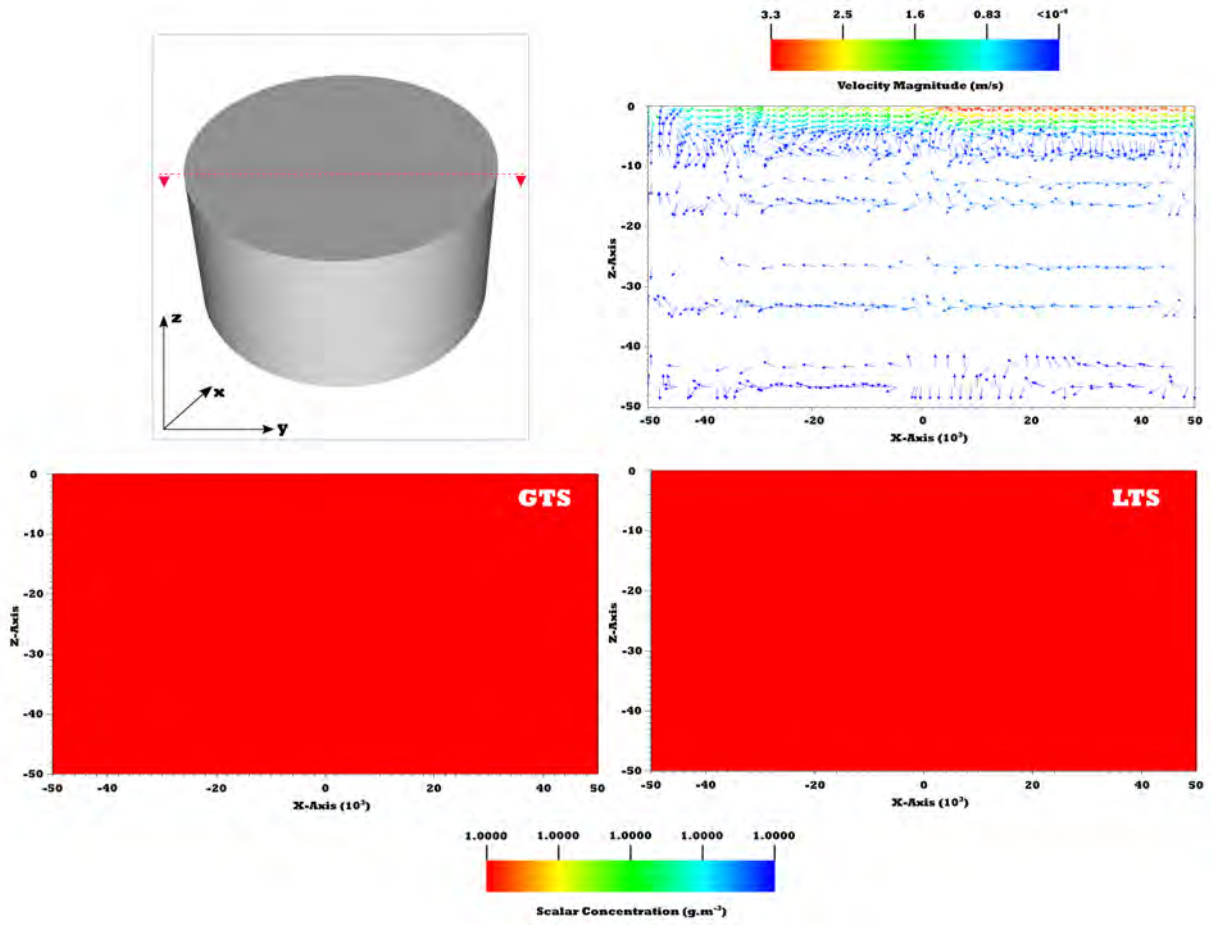 3.3 2.5 1.6 0.83 <10⁻⁶
Velocity Magnitude (m/s)
z
x
y
0
-10
-20
-30
-40
-50
Z-Axis
-50 -40 -20 0 20 40 50
X-Axis (10³)
GTS
0
-10
-20
-30
-40
-50
Z-Axis
-50 -40 -20 0 20 40 50
X-Axis (10³)
LTS
0
-10
-20
-30
-40
-50
Z-Axis
-50 -40 -20 0 20 40 50
X-Axis (10³)
1.0000 1.0000 1.0000 1.0000 1.0000
Scalar Concentration (g.m⁻³)